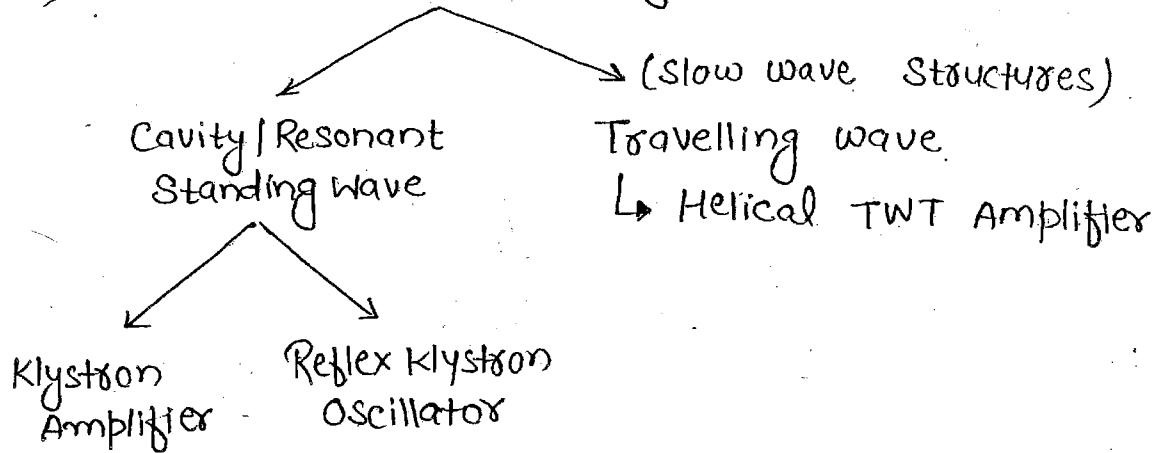 (Slow wave Structures)
Cavity/Resonant
Standing Wave
Travelling wave
↳ Helical TWT Amplifier
Klystron
Amplifier
Reflex Klystron
Oscillator